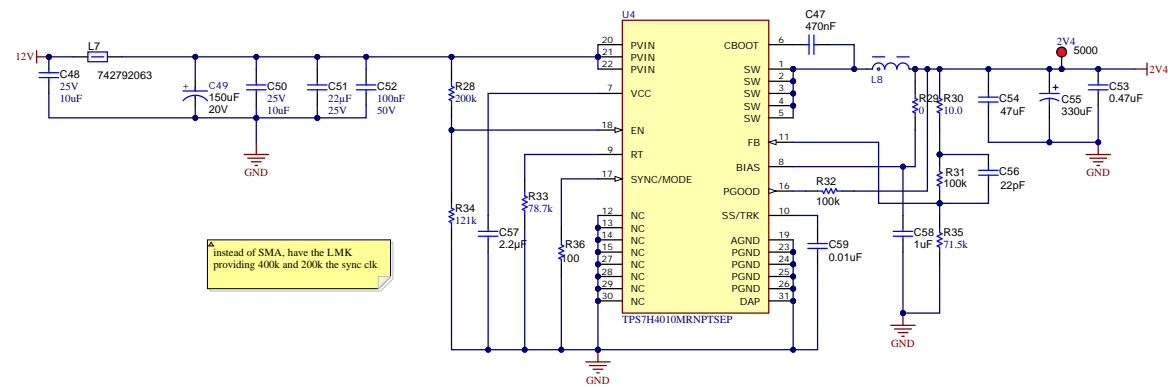 U4
C47
470nF
2V4
5000
L7
12V
742792063
C48
25V
10uF
C49
150uF
20V
C50
25V
10uF
C51
22µF
25V
C52
100nF
50V
R28
200k
20 PVIN
21 PVIN
22 PVIN
7 VCC
18 EN
9 RT
17 SYNC/MODE
12 NC
13 NC
14 NC
15 NC
27 NC
28 NC
29 NC
30 NC
CBOOT 6
SW 1
SW 2
SW 3
SW 4
SW 5
FB 11
BIAS 8
PGOOD 16
SS/TRK 10
AGND 19
PGND 23
PGND 24
PGND 25
PGND 26
DAP 31
TPS7H4010MRNPTSEP
L8
2V4
R29
0
R30
10.0
C54
47uF
C55
330uF
C53
0.47uF
GND
GND
R31
100k
C56
22pF
R32
100k
R33
78.7k
R34
121k
C57
2.2µF
R36
100
C59
0.01uF
C58
1uF
R35
71.5k
instead of SMA, have the LMK
providing 400k and 200k the sync clk
GND
GND